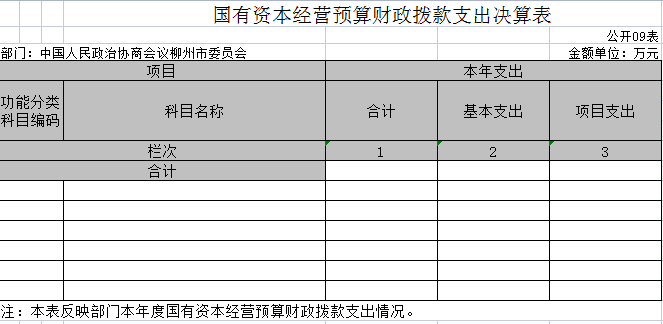 国有资本经营预算财政拨款支出决算表
公开09表
部门：中国人民政治协商会议柳州市委员会 金额单位：万元
项目 本年支出
功能分类科目编码 科目名称 合计 基本支出 项目支出
栏次 1 2 3
合计
注：本表反映部门本年度国有资本经营预算财政拨款支出情况。